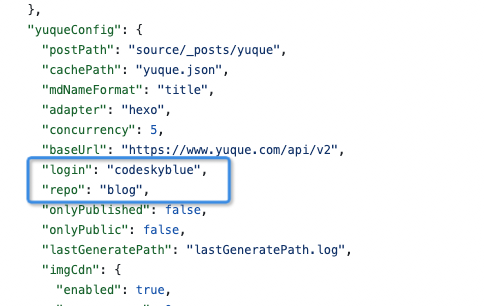 },
"yuqueConfig": {
"postPath": "source/_posts/yuque",
"cachePath": "yuque.json",
"mdNameFormat": "title",
"adapter": "hexo",
"concurrency": 5,
"baseUrl": "https://www.yuque.com/api/v2",
"login": "codeskyblue",
"repo": "blog",
"onlyPublished": false,
"onlyPublic": false,
"lastGeneratePath": "lastGeneratePath.log",
"imgCdn": {
"enabled": true,